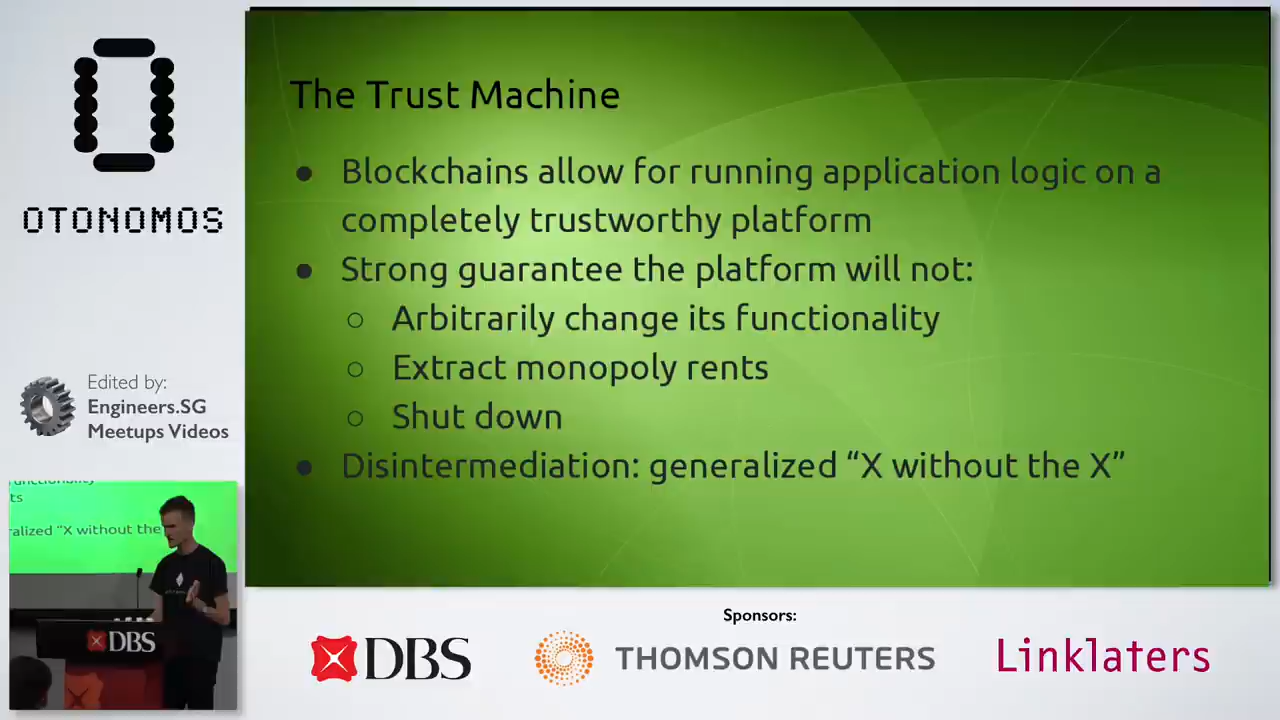 OTONOMOS
The Trust Machine
● Blockchains allow for running application logic on a
completely trustworthy platform
● Strong guarantee the platform will not:
○ Arbitrarily change its functionality
○ Extract monopoly rents
○ Shut down
● Disintermediation: generalized “X without the X”
Edited by:
Engineers.SG
Meetups Videos
ts
ralized “X without the
DBS
Sponsors:
DBS
THOMSON REUTERS
Linklaters